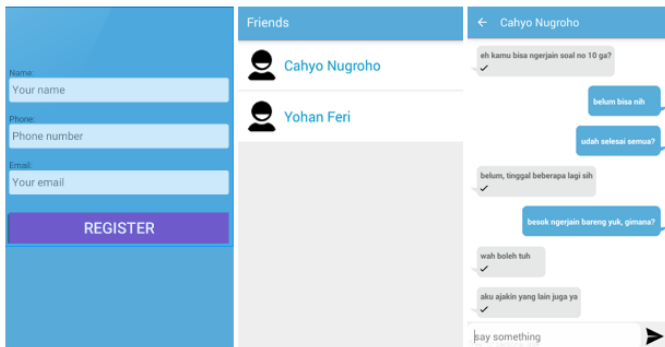 Name:
Your name
Phone:
Phone number
Email:
Your email
REGISTER
Friends
Cahyo Nugroho
Yohan Feri
Cahyo Nugroho
eh kamu bisa ngerjain soal no 10 ga?
belum bisa nih
udah selesai semua?
belum, tinggal beberapa lagi sih
besok ngerjain bareng yuk, gimana?
wah boleh tuh
aku ajakin yang lain juga ya
say something